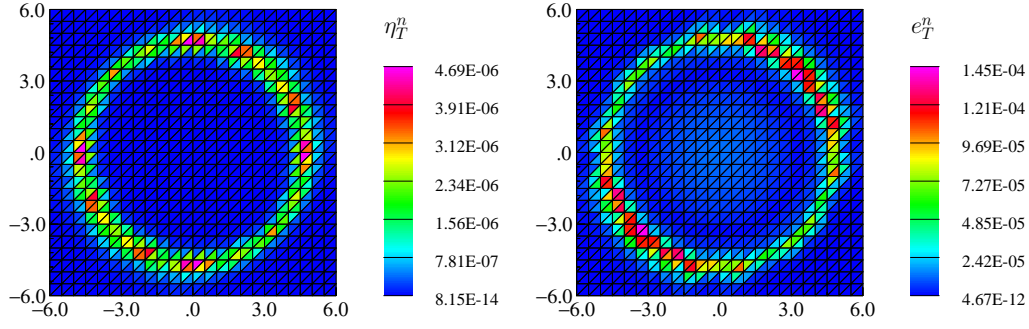 6.0
3.0
.0
−3.0
−6.0
−6.0 −3.0 .0 3.0 6.0
η_T^n
4.69E-06
3.91E-06
3.12E-06
2.34E-06
1.56E-06
7.81E-07
8.15E-14
6.0
3.0
.0
−3.0
−6.0
−6.0 −3.0 .0 3.0 6.0
e_T^n
1.45E-04
1.21E-04
9.69E-05
7.27E-05
4.85E-05
2.42E-05
4.67E-12